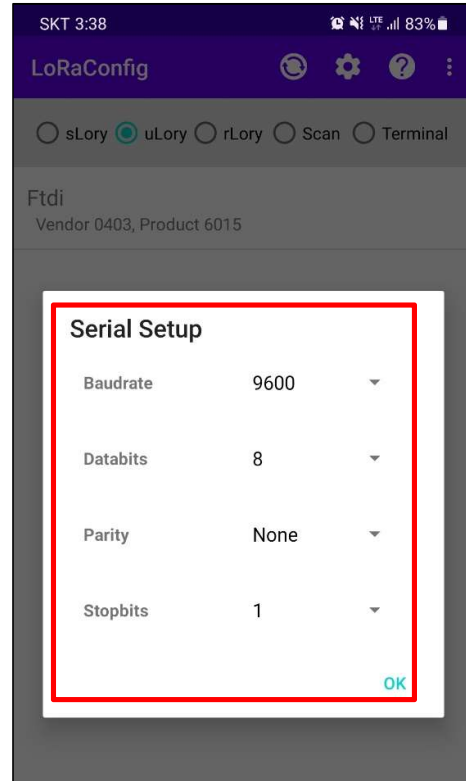 SKT 3:38 LTE 83%
LoRaConfig ?
sLory uLory rLory Scan Terminal
Ftdi
Vendor 0403, Product 6015
Serial Setup
Baudrate 9600
Databits 8
Parity None
Stopbits 1
OK